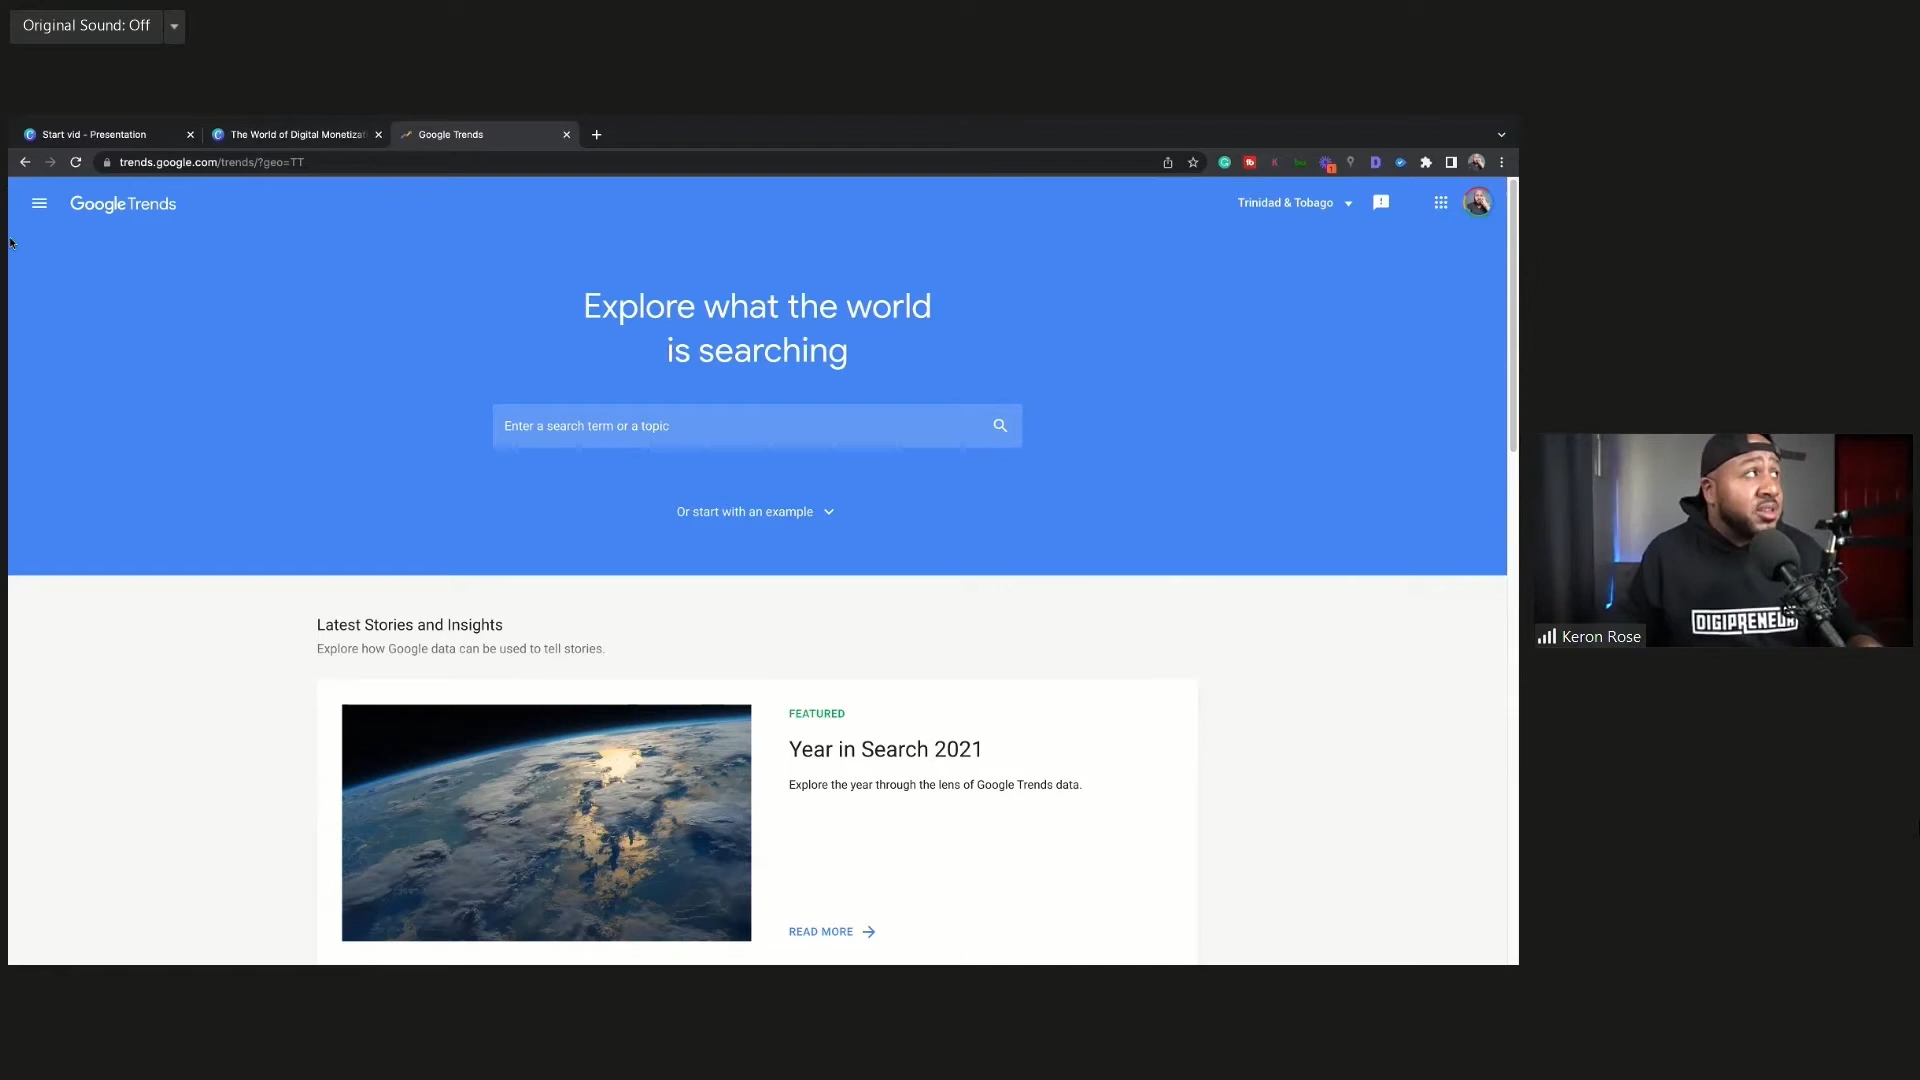 Original Sound: Off
Start vid - Presentation
The World of Digital Monetizat
Google Trends
trends.google.com/trends/?geo=TT
Google Trends
Trinidad & Tobago
Explore what the world
is searching
Enter a search term or a topic
Or start with an example
Latest Stories and Insights
Explore how Google data can be used to tell stories.
FEATURED
Year in Search 2021
Explore the year through the lens of Google Trends data.
READ MORE
DIGIPRENEUR
Keron Rose